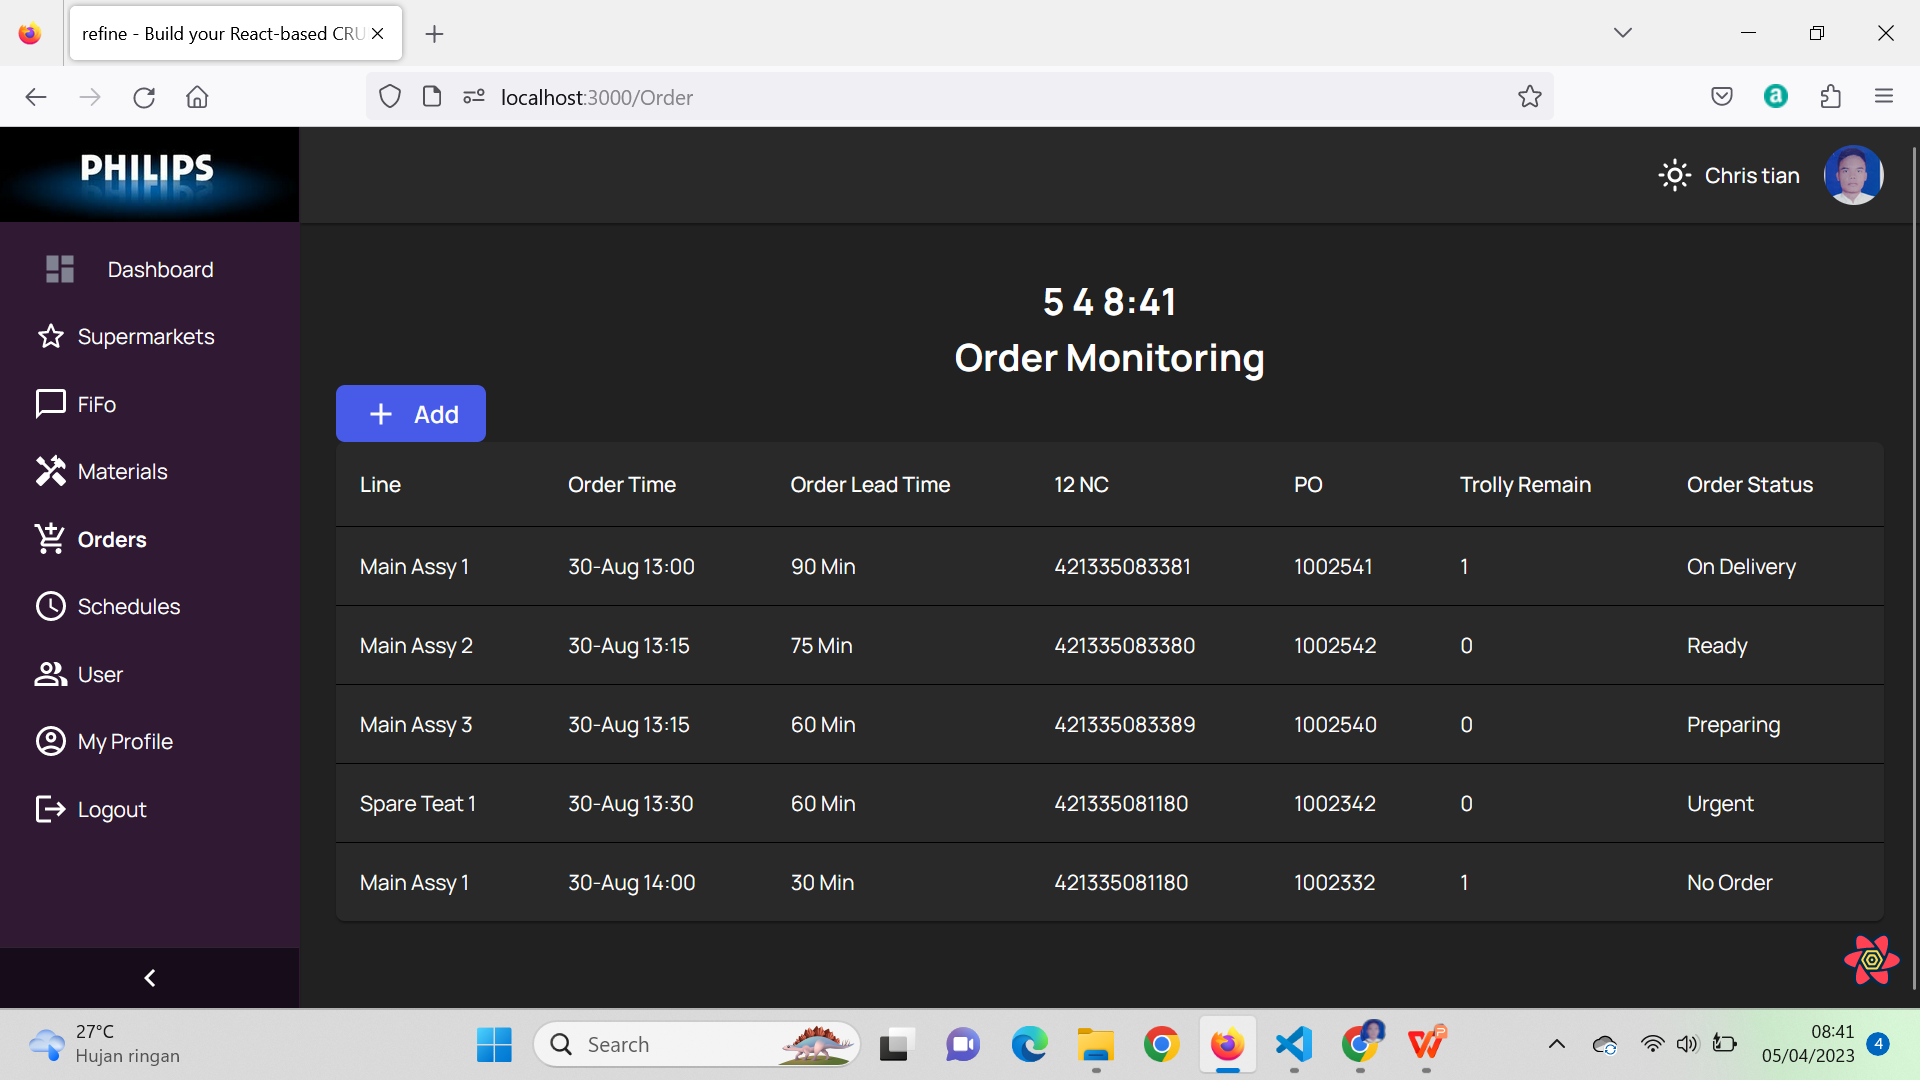 refine - Build your React-based CRU
localhost:3000/Order
PHILIPS
Chris tian
Dashboard
Supermarkets
FiFo
Materials
Orders
Schedules
User
My Profile
Logout
5 4 8:41
Order Monitoring
Add
Line Order Time Order Lead Time 12 NC PO Trolly Remain Order Status
Main Assy 1 30-Aug 13:00 90 Min 421335083381 1002541 1 On Delivery
Main Assy 2 30-Aug 13:15 75 Min 421335083380 1002542 0 Ready
Main Assy 3 30-Aug 13:15 60 Min 421335083389 1002540 0 Preparing
Spare Teat 1 30-Aug 13:30 60 Min 421335081180 1002342 0 Urgent
Main Assy 1 30-Aug 14:00 30 Min 421335081180 1002332 1 No Order
27°C
Hujan ringan
Search
08:41
05/04/2023
4